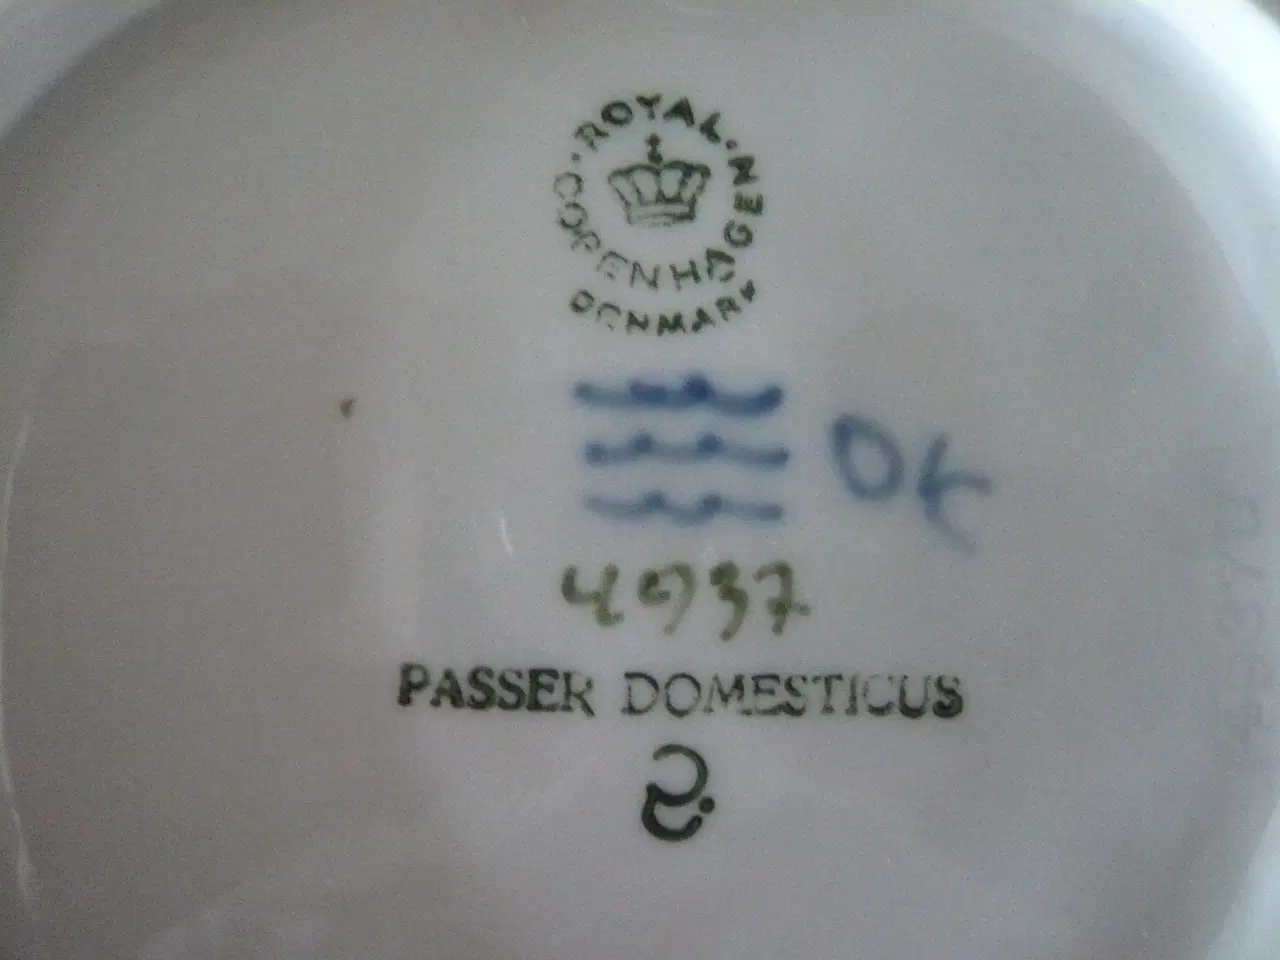 ROYAL
COPENHAGEN
DENMARK
4937
PASSER DOMESTICUS